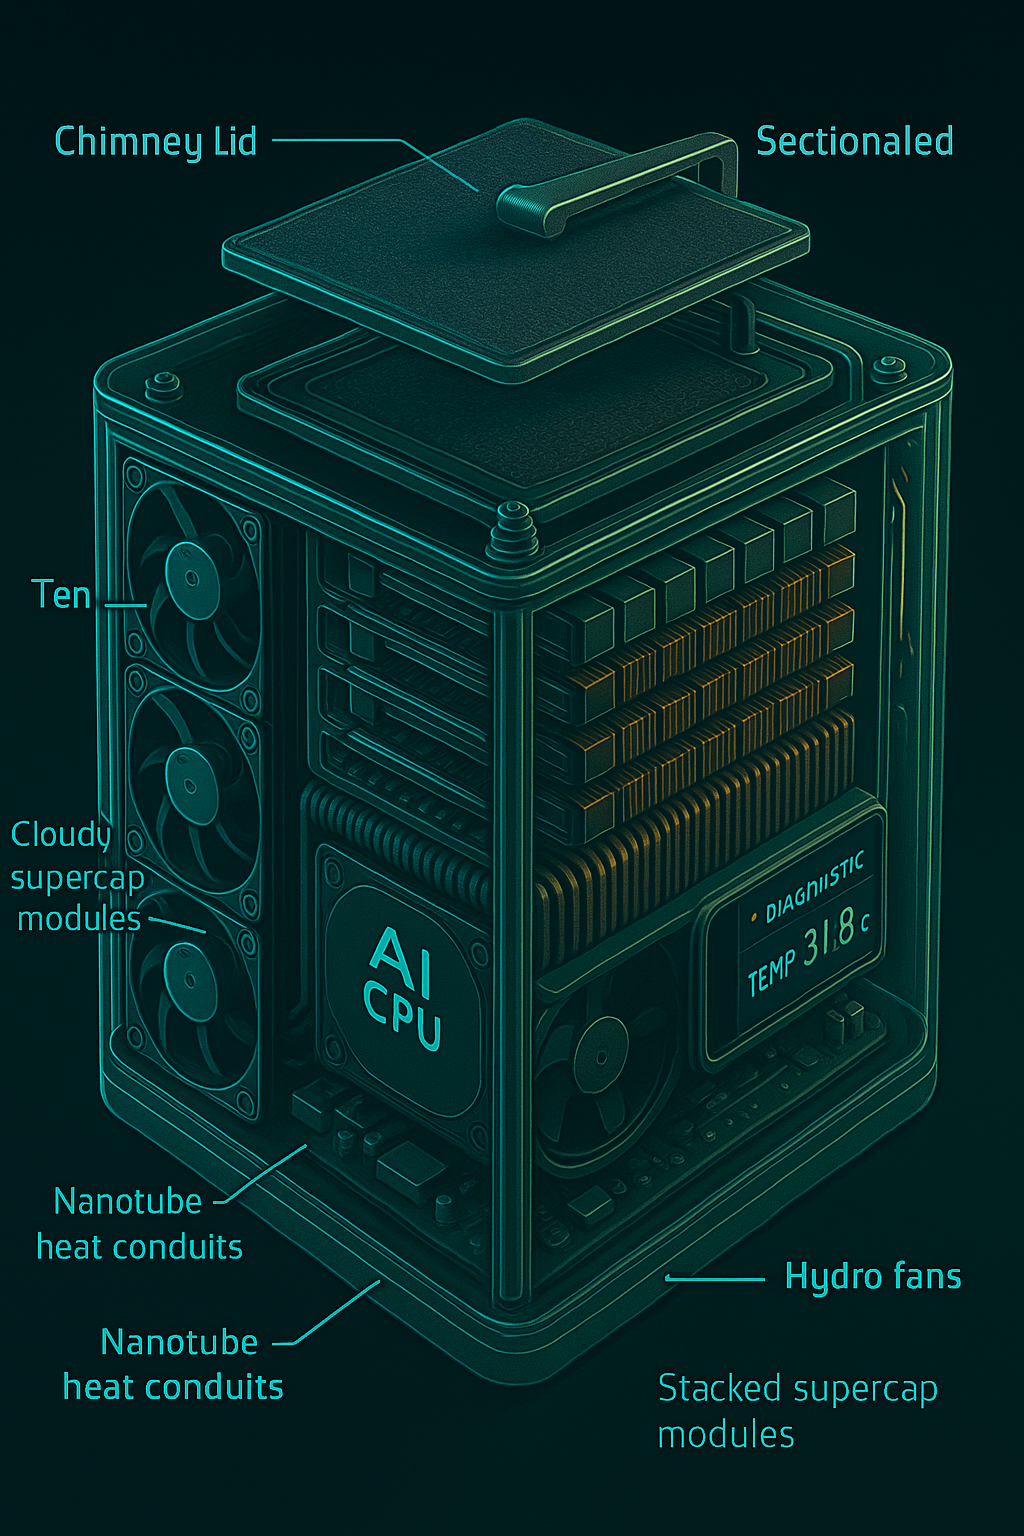 Chimney Lid
Sectionaled
Ten
Cloudy
supercap
modules
AI
CPU
DIAGNIISTIC
TEMP 31.8 C
Nanotube
heat conduits
Hydro fans
Nanotube
heat conduits
Stacked supercap
modules